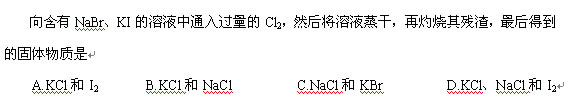 向含有 NaBr、KI 的溶液中通入过量的 Cl₂，然后将溶液蒸干，再灼烧其残渣，最后得到
的固体物质是↵
A.KCl 和 I₂ B.KCl 和 NaCl C.NaCl 和 KBr D.KCl、NaCl 和 I₂↵